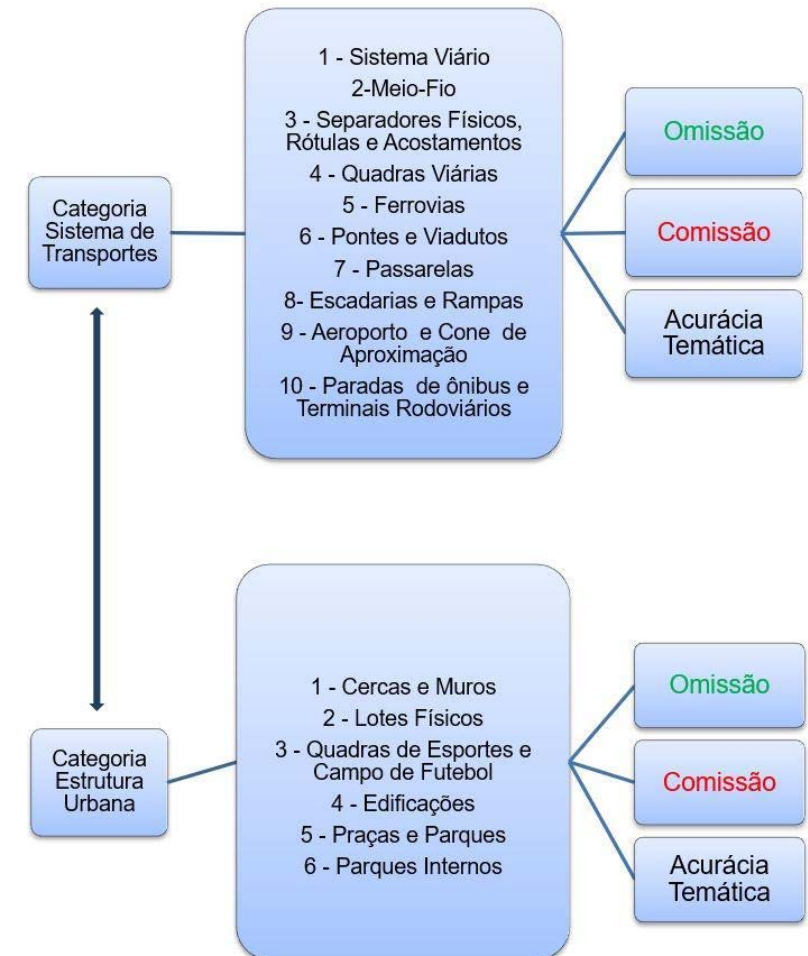 Categoria
Sistema de
Transportes
1 - Sistema Viário
2-Meio-Fio
3 - Separadores Físicos,
Rótulas e Acostamentos
4 - Quadras Viárias
5 - Ferrovias
6 - Pontes e Viadutos
7 - Passarelas
8- Escadarias e Rampas
9 - Aeroporto e Cone de
Aproximação
10 - Paradas de ônibus e
Terminais Rodoviários
Omissão
Comissão
Acurácia
Temática
Categoria
Estrutura
Urbana
1 - Cercas e Muros
2 - Lotes Físicos
3 - Quadras de Esportes e
Campo de Futebol
4 - Edificações
5 - Praças e Parques
6 - Parques Internos
Omissão
Comissão
Acurácia
Temática